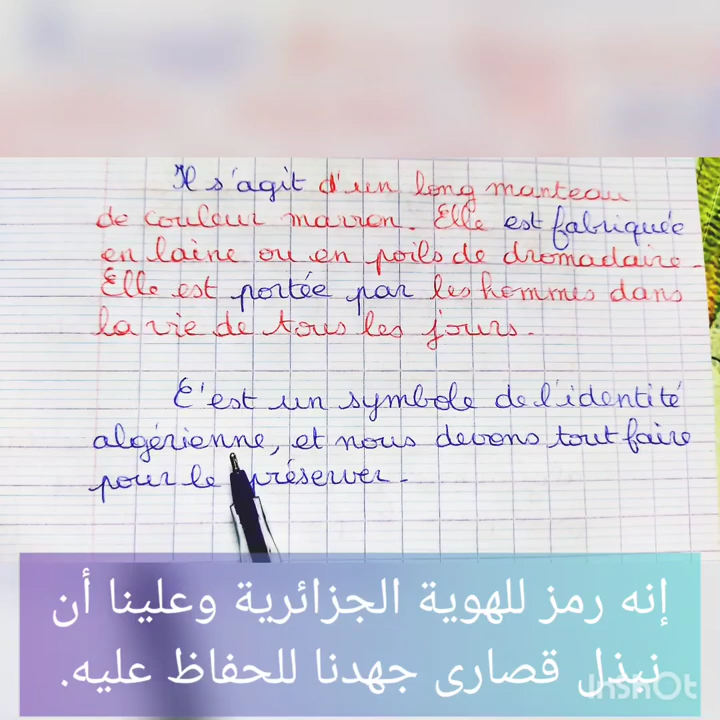 Il s'agit d'un long manteau
de couleur marron. Elle est fabriquée
en laine ou en poils de dromadaire.
Elle est portée par les hommes dans
la vie de tous les jours.
C'est un symbole de l'identité
algérienne, et nous devons tout faire
pour le préserver.
إنه رمز للهوية الجزائرية وعلينا أن
نبذل قصارى جهدنا للحفاظ عليه.
InShOt